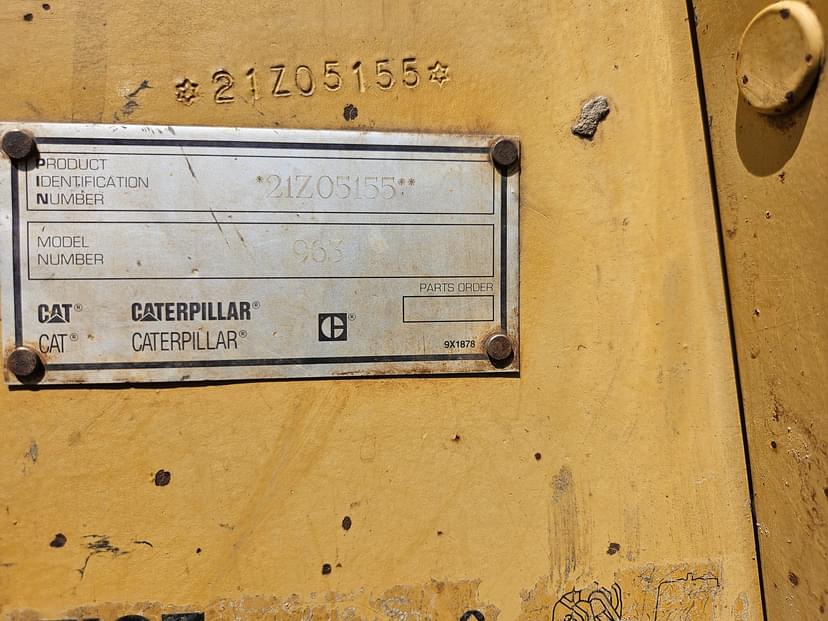 *21Z05155*
PRODUCT
IDENTIFICATION
NUMBER
*21Z05155**
MODEL
NUMBER
963
PARTS ORDER
CAT® CATERPILLAR®
CAT® CATERPILLAR®
C®
9X1878